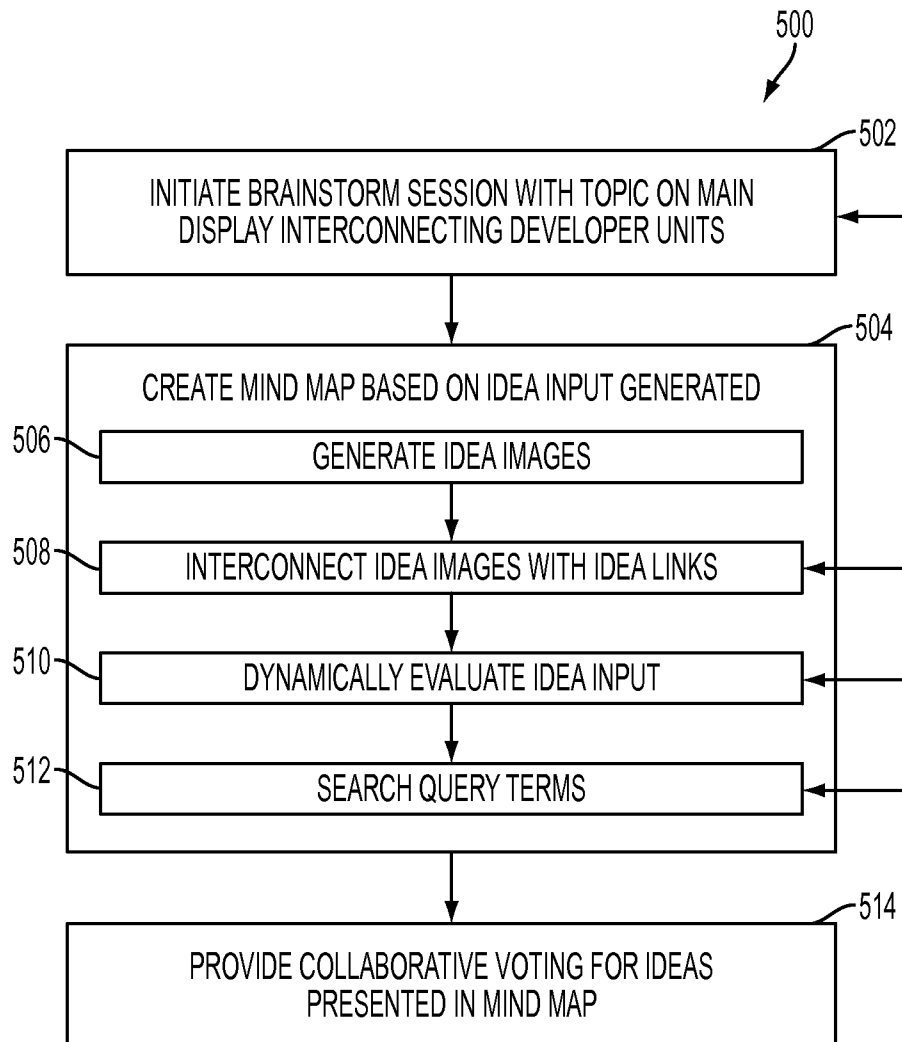 500
502
INITIATE BRAINSTORM SESSION WITH TOPIC ON MAIN
DISPLAY INTERCONNECTING DEVELOPER UNITS
504
CREATE MIND MAP BASED ON IDEA INPUT GENERATED
506
GENERATE IDEA IMAGES
508
INTERCONNECT IDEA IMAGES WITH IDEA LINKS
510
DYNAMICALLY EVALUATE IDEA INPUT
512
SEARCH QUERY TERMS
514
PROVIDE COLLABORATIVE VOTING FOR IDEAS
PRESENTED IN MIND MAP